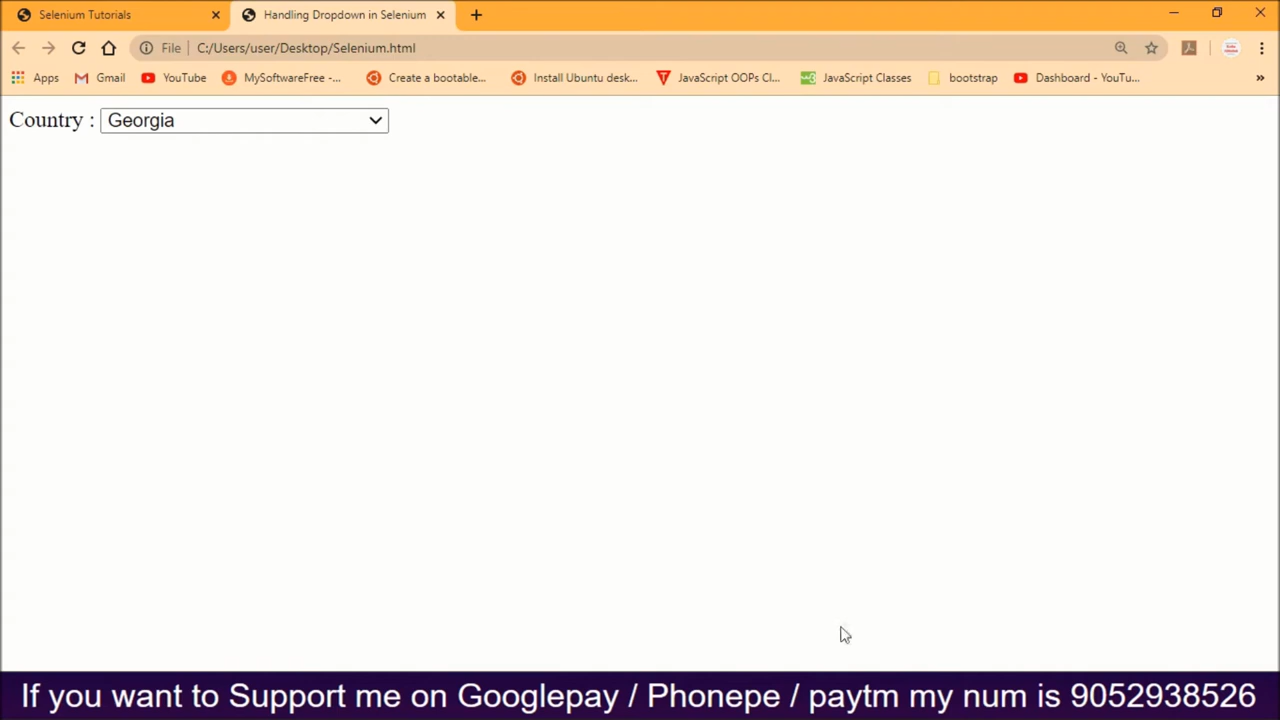 Selenium Tutorials
Handling Dropdown in Selenium
File C:/Users/user/Desktop/Selenium.html
Apps Gmail YouTube MySoftwareFree -... Create a bootable... Install Ubuntu desk... JavaScript OOPs Cl... JavaScript Classes bootstrap Dashboard - YouTu... »
Country : Georgia
If you want to Support me on Googlepay / Phonepe / paytm my num is 9052938526